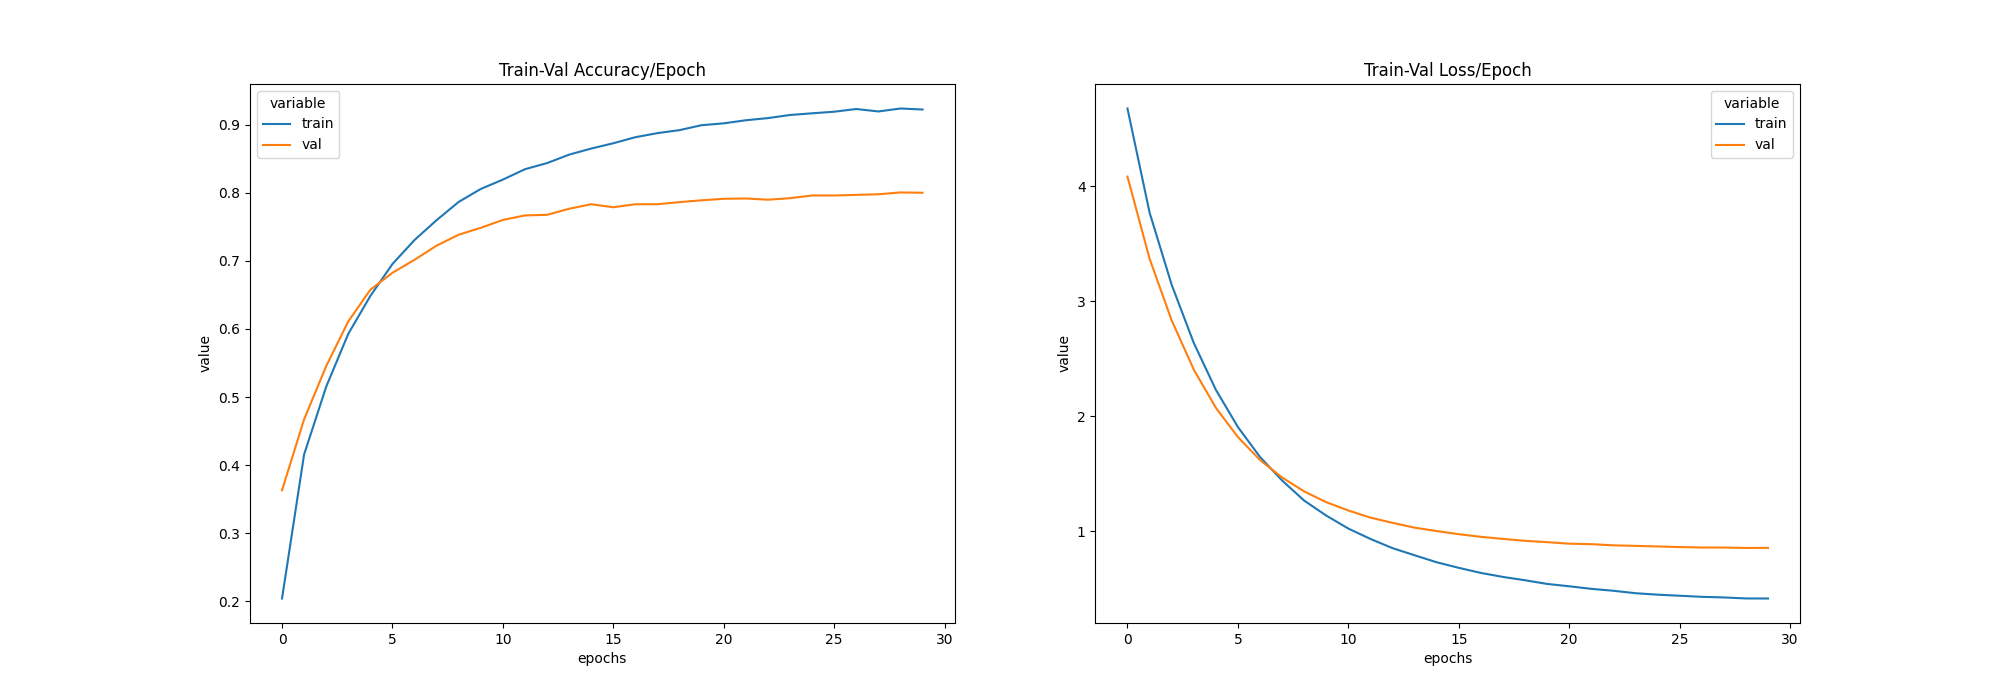 Train-Val Accuracy/Epoch
variable
train
val
value
0.9
0.8
0.7
0.6
0.5
0.4
0.3
0.2
0 5 10 15 20 25 30
epochs
Train-Val Loss/Epoch
variable
train
val
value
4
3
2
1
0 5 10 15 20 25 30
epochs